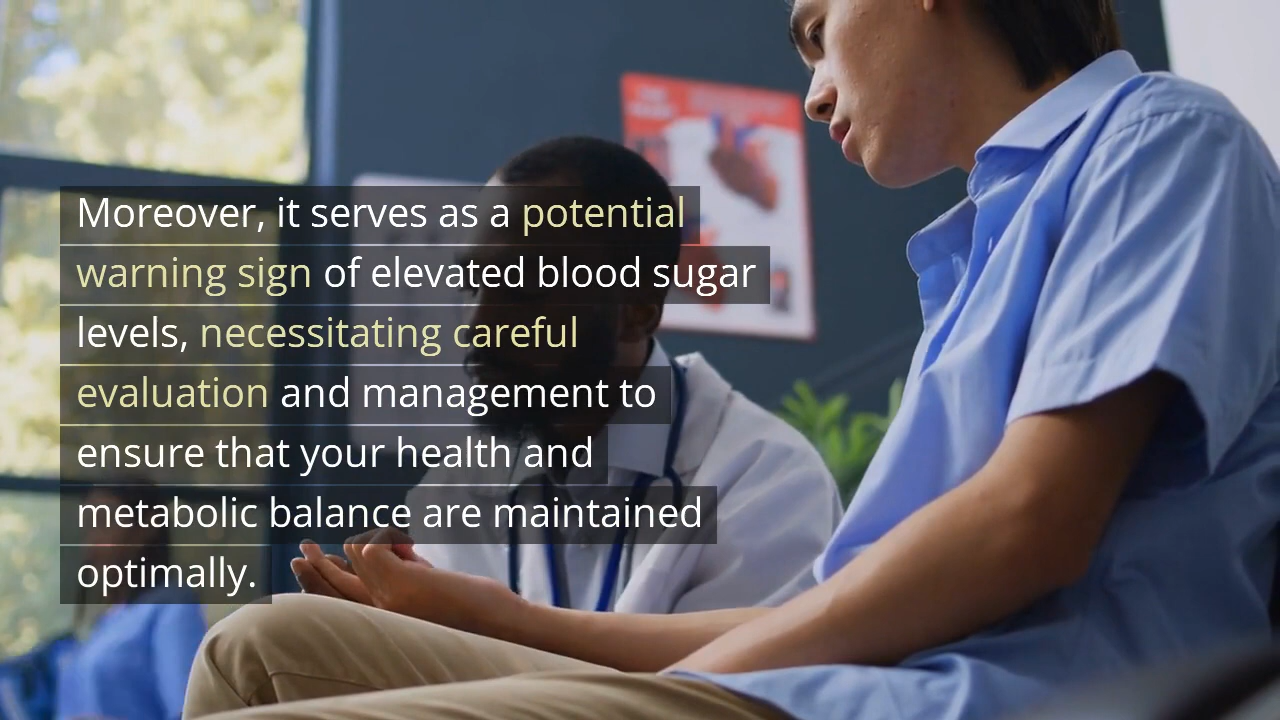 Moreover, it serves as a potential
warning sign of elevated blood sugar
levels, necessitating careful
evaluation and management to
ensure that your health and
metabolic balance are maintained
optimally.